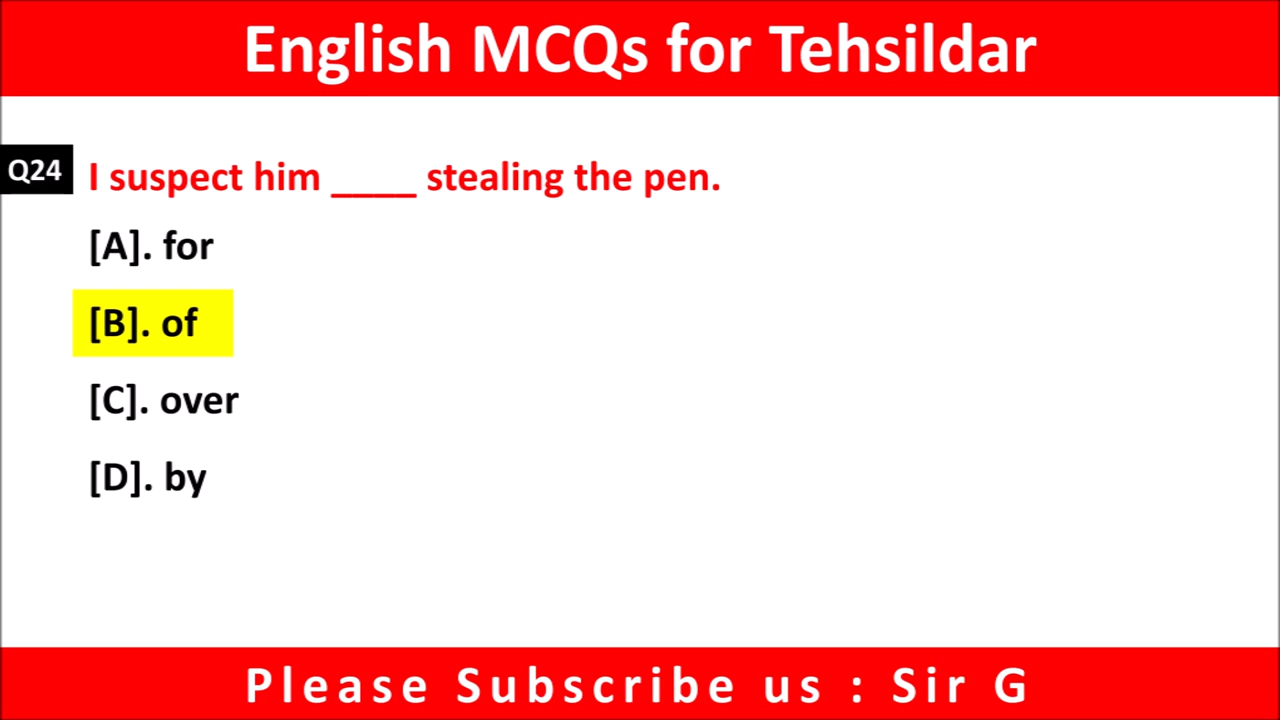 English MCQs for Tehsildar
Q24 I suspect him ____ stealing the pen.
[A]. for
[B]. of
[C]. over
[D]. by
Please Subscribe us : Sir G